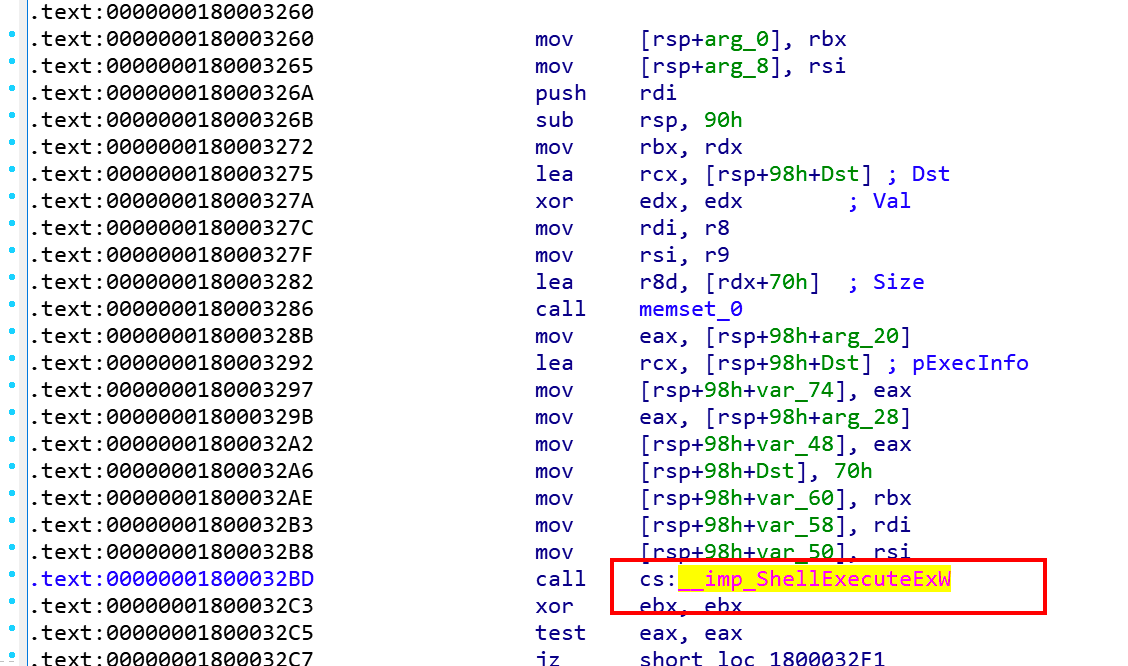 .text:0000000180003260
.text:0000000180003260 mov [rsp+arg_0], rbx
.text:0000000180003265 mov [rsp+arg_8], rsi
.text:000000018000326A push rdi
.text:000000018000326B sub rsp, 90h
.text:0000000180003272 mov rbx, rdx
.text:0000000180003275 lea rcx, [rsp+98h+Dst] ; Dst
.text:000000018000327A xor edx, edx ; Val
.text:000000018000327C mov rdi, r8
.text:000000018000327F mov rsi, r9
.text:0000000180003282 lea r8d, [rdx+70h] ; Size
.text:0000000180003286 call memset_0
.text:000000018000328B mov eax, [rsp+98h+arg_20]
.text:0000000180003292 lea rcx, [rsp+98h+Dst] ; pExecInfo
.text:0000000180003297 mov [rsp+98h+var_74], eax
.text:000000018000329B mov eax, [rsp+98h+arg_28]
.text:00000001800032A2 mov [rsp+98h+var_48], eax
.text:00000001800032A6 mov [rsp+98h+Dst], 70h
.text:00000001800032AE mov [rsp+98h+var_60], rbx
.text:00000001800032B3 mov [rsp+98h+var_58], rdi
.text:00000001800032B8 mov [rsp+98h+var_50], rsi
.text:00000001800032BD call cs:__imp_ShellExecuteExW
.text:00000001800032C3 xor ebx, ebx
.text:00000001800032C5 test eax, eax
.text:00000001800032C7 jz short loc_1800032F1